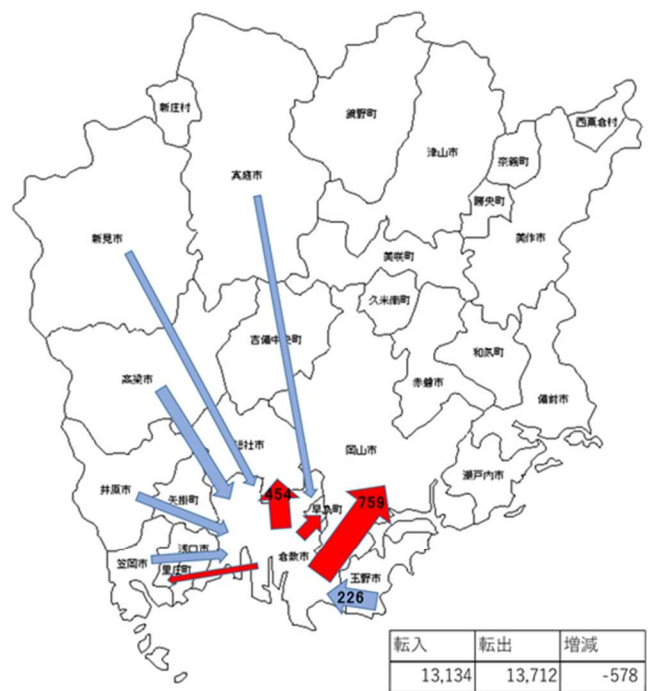 新庄村
鏡野町
西粟倉村
津山市
奈義町
真庭市
勝央町
新見市
美作市
美咲町
久米南町
吉備中央町
和気町
高梁市
赤磐市
備前市
総社市
岡山市
瀬戸内市
井原市
矢掛町
454
759
早島町
浅口市
倉敷市
笠岡市
里庄町
玉野市
226
転入 転出 増減
13,134 13,712 -578